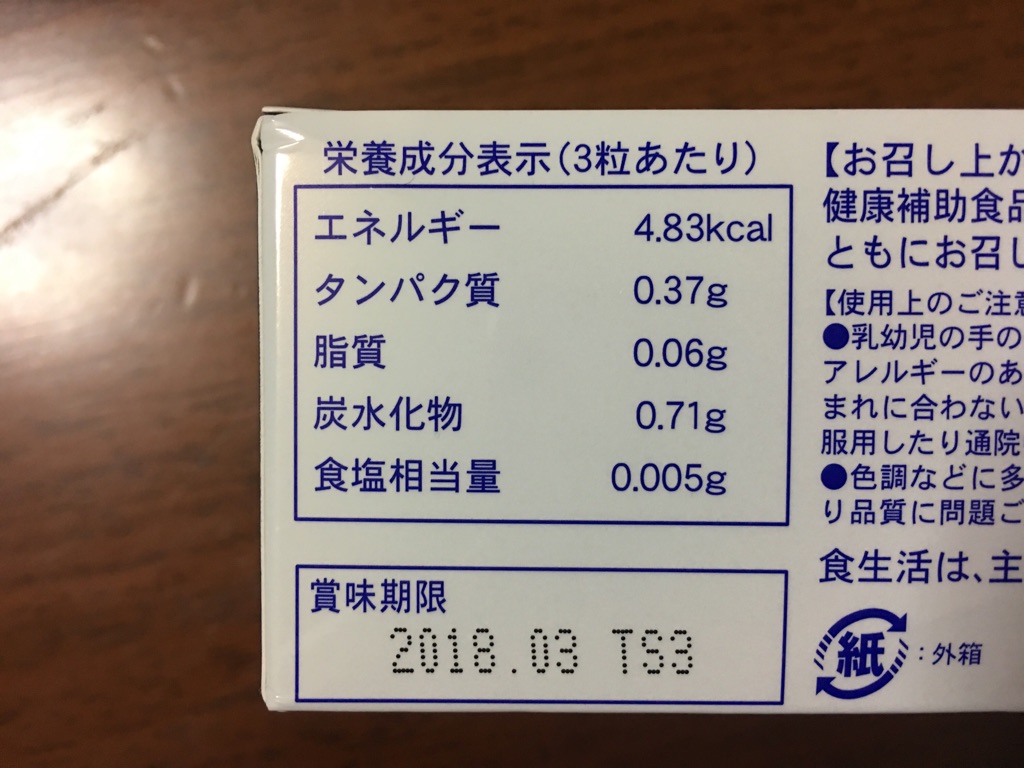 栄養成分表示(3粒あたり)
エネルギー 4.83kcal
タンパク質 0.37g
脂質 0.06g
炭水化物 0.71g
食塩相当量 0.005g
賞味期限
2018.03 TS3
【お召し上か
健康補助食品
ともにお召し
【使用上のご注意
●乳幼児の手の
アレルギーのあ
まれに合わない
服用したり通院
●色調などに多
り品質に問題ご
食生活は、主
紙:外箱